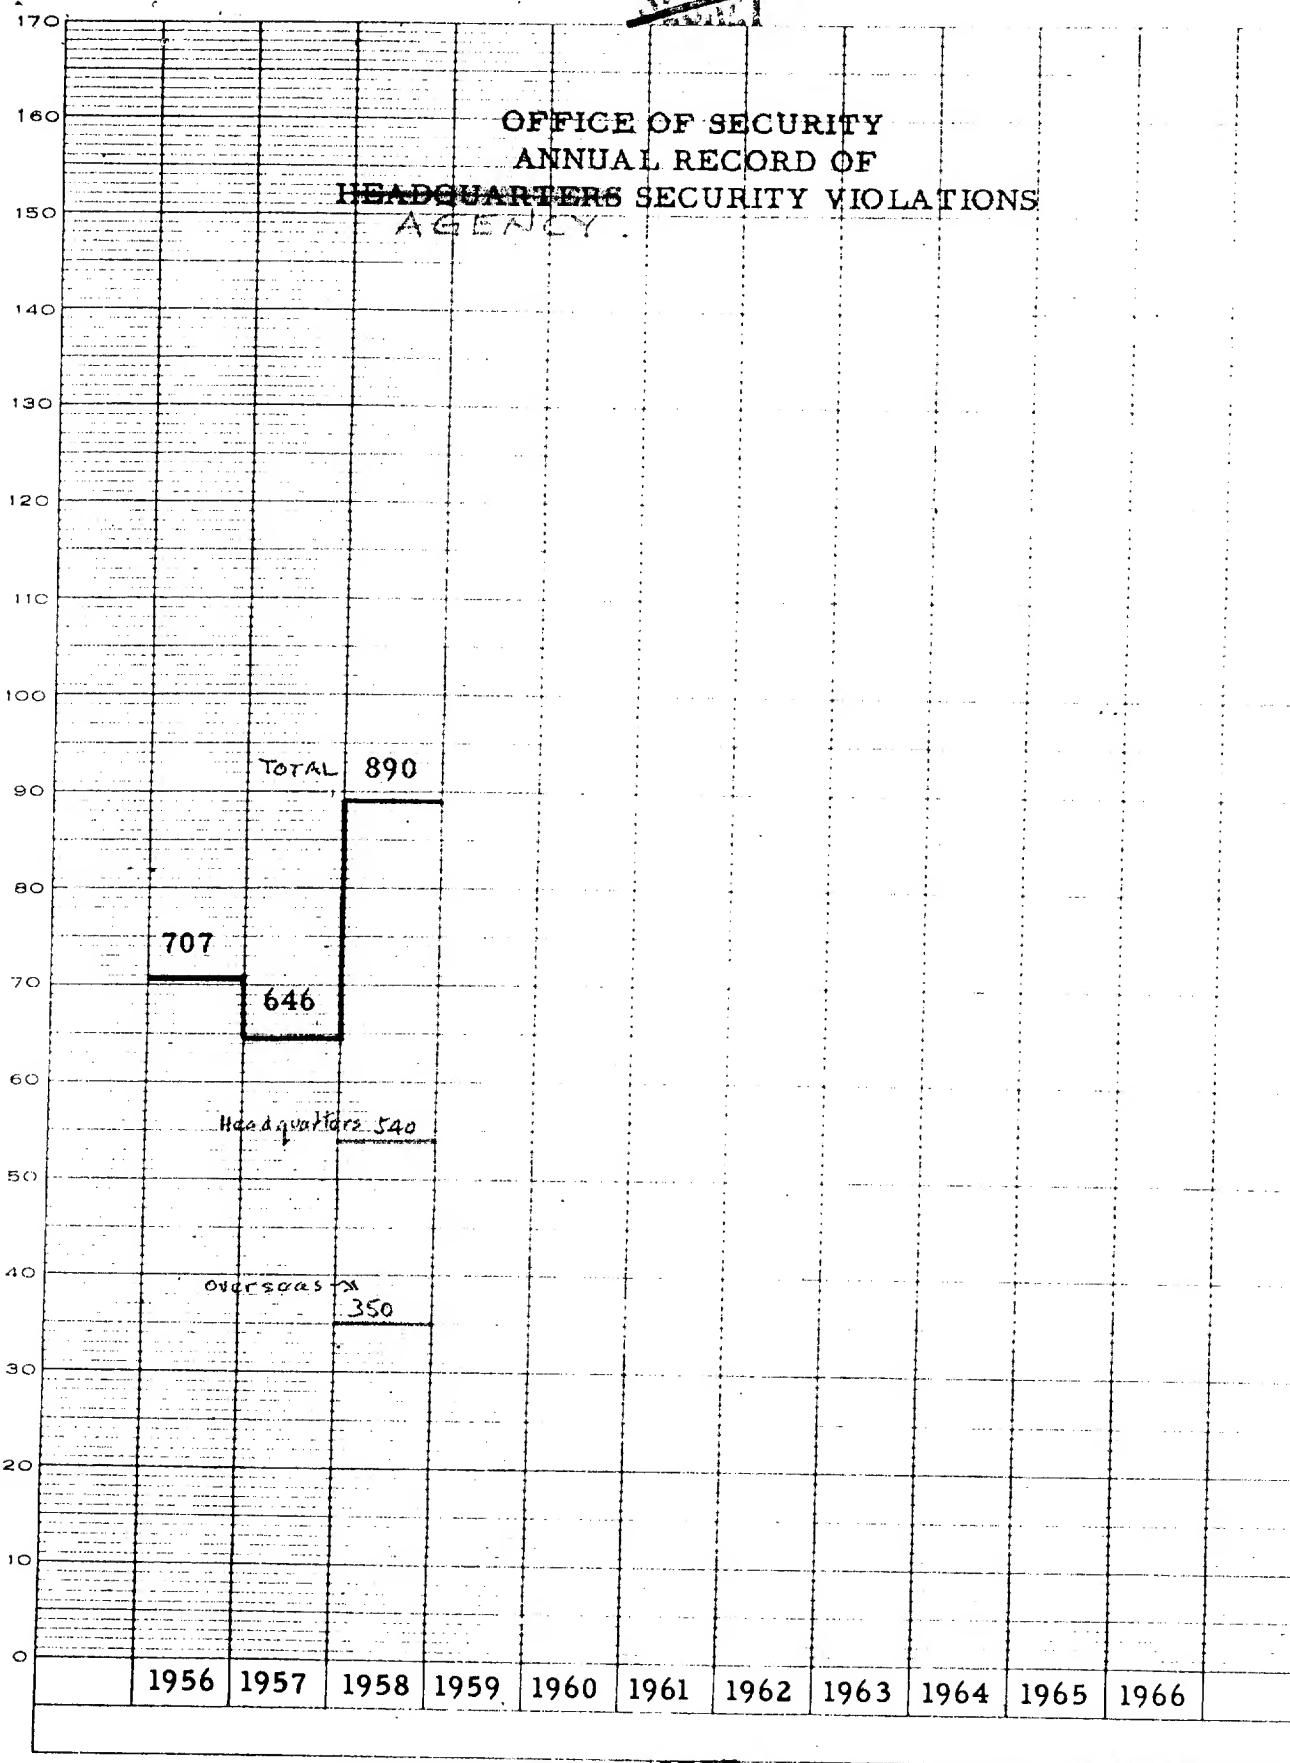 170
160
OFFICE OF SECURITY
ANNUAL RECORD OF
HEADQUARTERS SECURITY VIOLATIONS
150
AGENCY
140
130
120
110
100
TOTAL 890
90
80
707
70
646
60
Headquarters 540
50
40
Overseas
350
30
20
10
0
1956 1957 1958 1959 1960 1961 1962 1963 1964 1965 1966